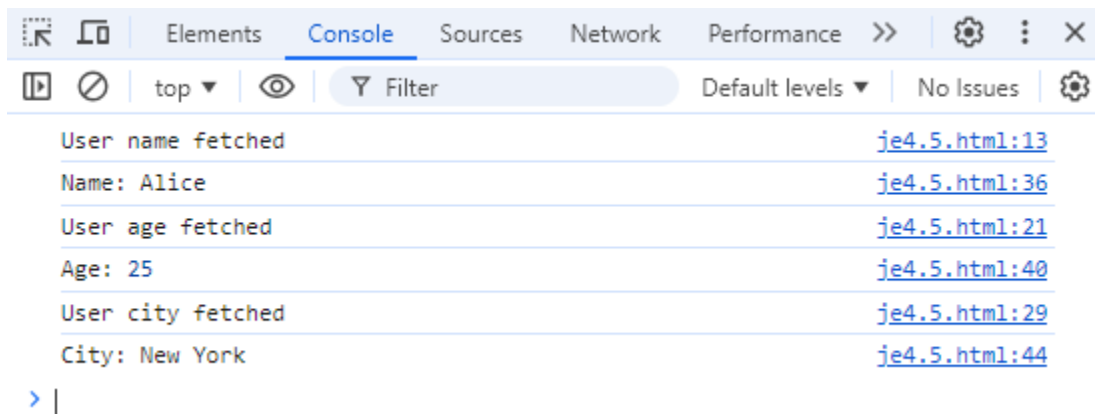 Elements Console Sources Network Performance
top Filter Default levels No Issues
User name fetched je4.5.html:13
Name: Alice je4.5.html:36
User age fetched je4.5.html:21
Age: 25 je4.5.html:40
User city fetched je4.5.html:29
City: New York je4.5.html:44